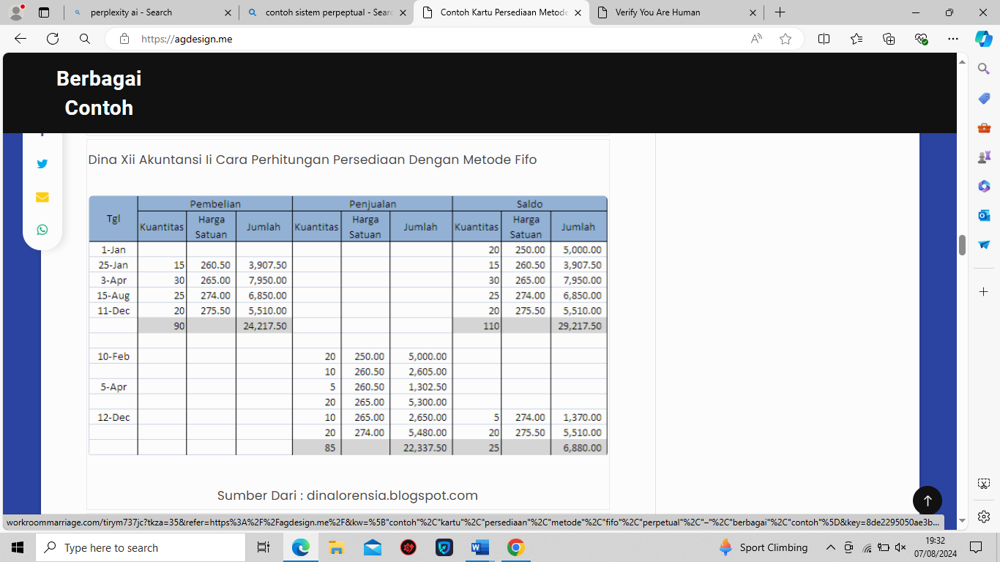 perplexity ai - Search
contoh sistem perpeptual - Sear
Contoh Kartu Persediaan Metode
Verify You Are Human
https://agdesign.me
Berbagai
Contoh
Dina Xii Akuntansi Ii Cara Perhitungan Persediaan Dengan Metode Fifo
Tgl Pembelian Penjualan Saldo
Kuantitas Harga Satuan Jumlah Kuantitas Harga Satuan Jumlah Kuantitas Harga Satuan Jumlah
1-Jan 20 250.00 5,000.00
25-Jan 15 260.50 3,907.50 15 260.50 3,907.50
3-Apr 30 265.00 7,950.00 30 265.00 7,950.00
15-Aug 25 274.00 6,850.00 25 274.00 6,850.00
11-Dec 20 275.50 5,510.00 20 275.50 5,510.00
90 24,217.50 110 29,217.50
10-Feb 20 250.00 5,000.00
10 260.50 2,605.00
5-Apr 5 260.50 1,302.50
20 265.00 5,300.00
12-Dec 10 265.00 2,650.00 5 274.00 1,370.00
20 274.00 5,480.00 20 275.50 5,510.00
85 22,337.50 25 6,880.00
Sumber Dari : dinalorensia.blogspot.com
workroommarriage.com/tirym737jc?tkza=35&refer=https%3A%2F%2Fagdesign.me%2F&kw=%5B"contoh"%2C"kartu"%2C"persediaan"%2C"metode"%2C"fifo"%2C"perpetual"%2C"–"%2C"berbagai"%2C"contoh"%5D&key=8de2295050ae3b...
Type here to search
Sport Climbing
19:32
07/08/2024